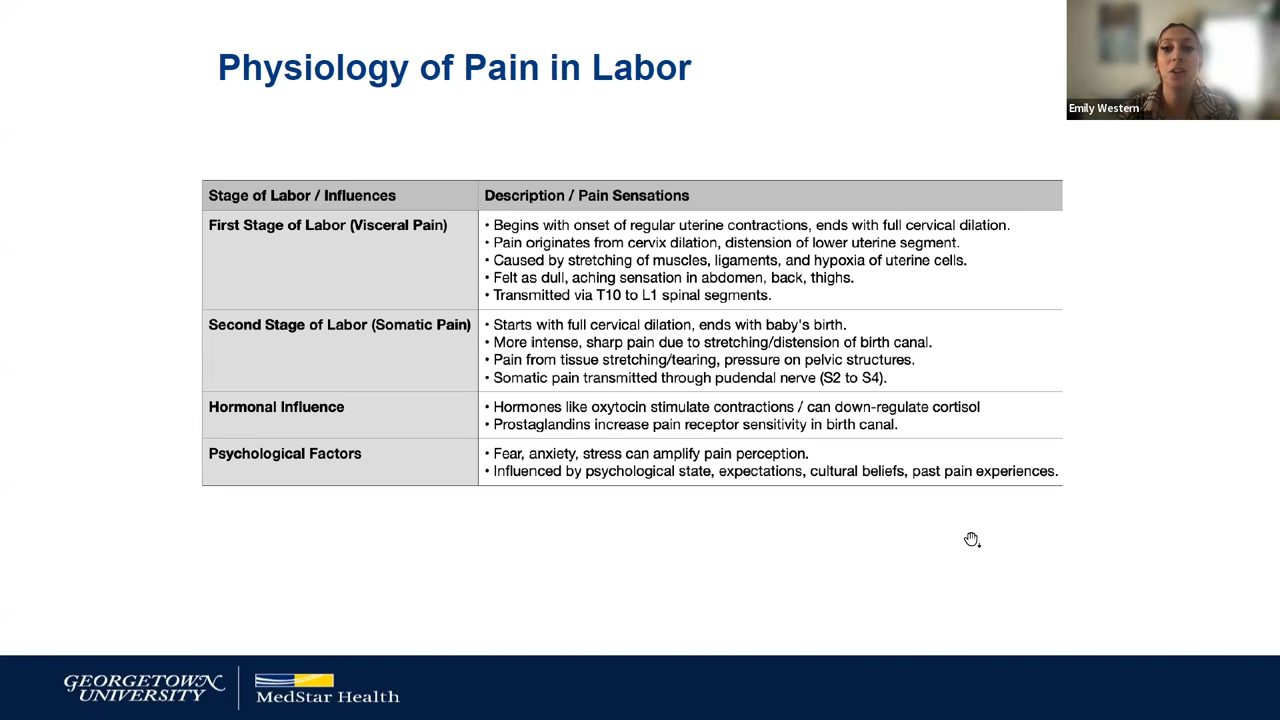 Physiology of Pain in Labor
Emily Western
Stage of Labor / Influences
Description / Pain Sensations
First Stage of Labor (Visceral Pain)
• Begins with onset of regular uterine contractions, ends with full cervical dilation.
• Pain originates from cervix dilation, distension of lower uterine segment.
• Caused by stretching of muscles, ligaments, and hypoxia of uterine cells.
• Felt as dull, aching sensation in abdomen, back, thighs.
• Transmitted via T10 to L1 spinal segments.
Second Stage of Labor (Somatic Pain)
• Starts with full cervical dilation, ends with baby's birth.
• More intense, sharp pain due to stretching/distension of birth canal.
• Pain from tissue stretching/tearing, pressure on pelvic structures.
• Somatic pain transmitted through pudendal nerve (S2 to S4).
Hormonal Influence
• Hormones like oxytocin stimulate contractions / can down-regulate cortisol
• Prostaglandins increase pain receptor sensitivity in birth canal.
Psychological Factors
• Fear, anxiety, stress can amplify pain perception.
• Influenced by psychological state, expectations, cultural beliefs, past pain experiences.
GEORGETOWN
UNIVERSITY
MedStar Health